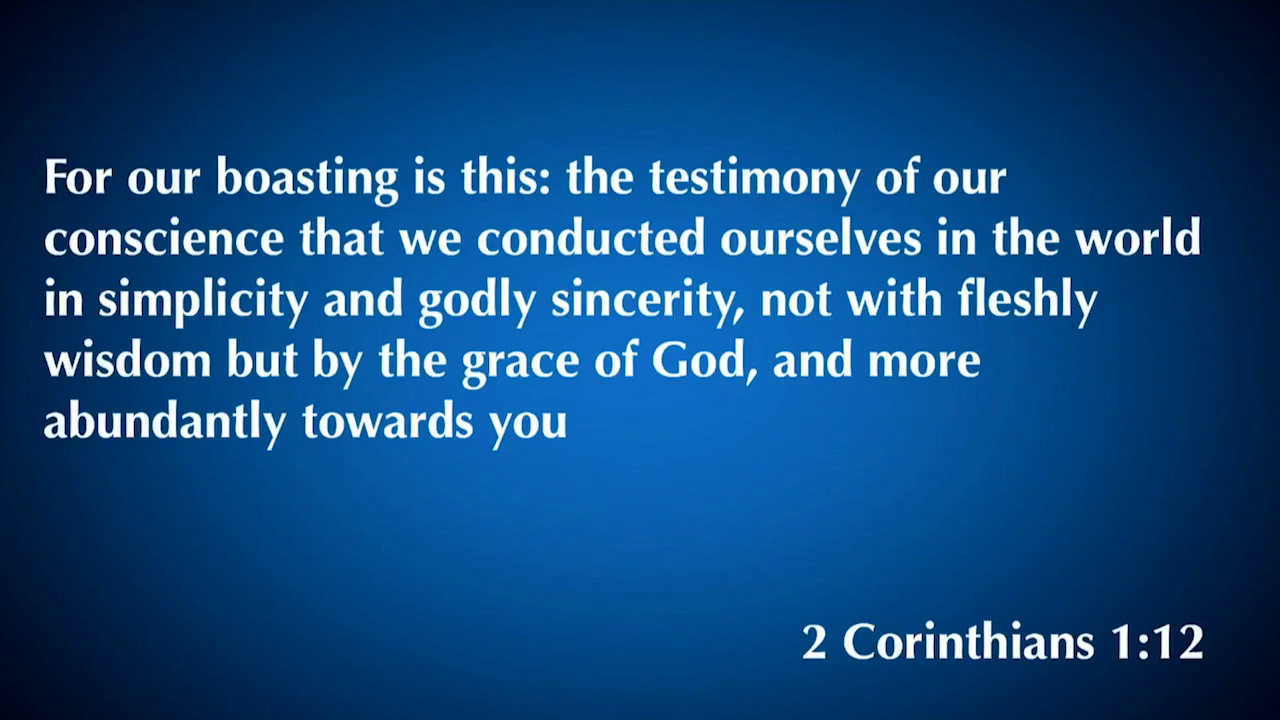 For our boasting is this: the testimony of our
conscience that we conducted ourselves in the world
in simplicity and godly sincerity, not with fleshly
wisdom but by the grace of God, and more
abundantly towards you
2 Corinthians 1:12